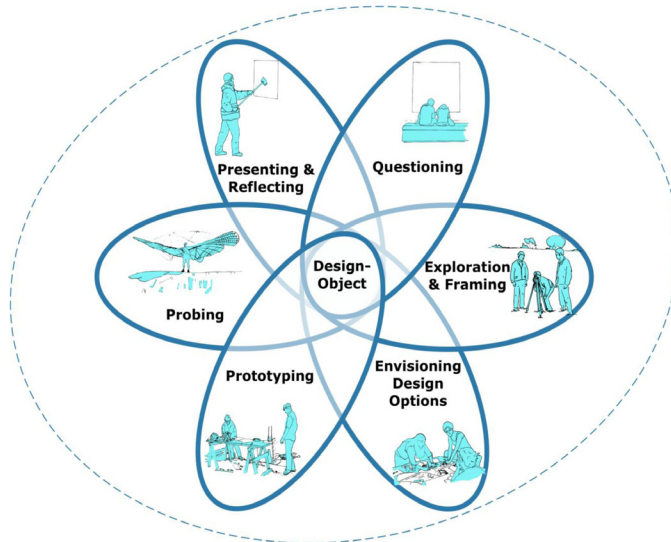 Presenting &
Reflecting
Questioning
Probing
Design-
Object
Exploration
& Framing
Prototyping
Envisioning
Design
Options